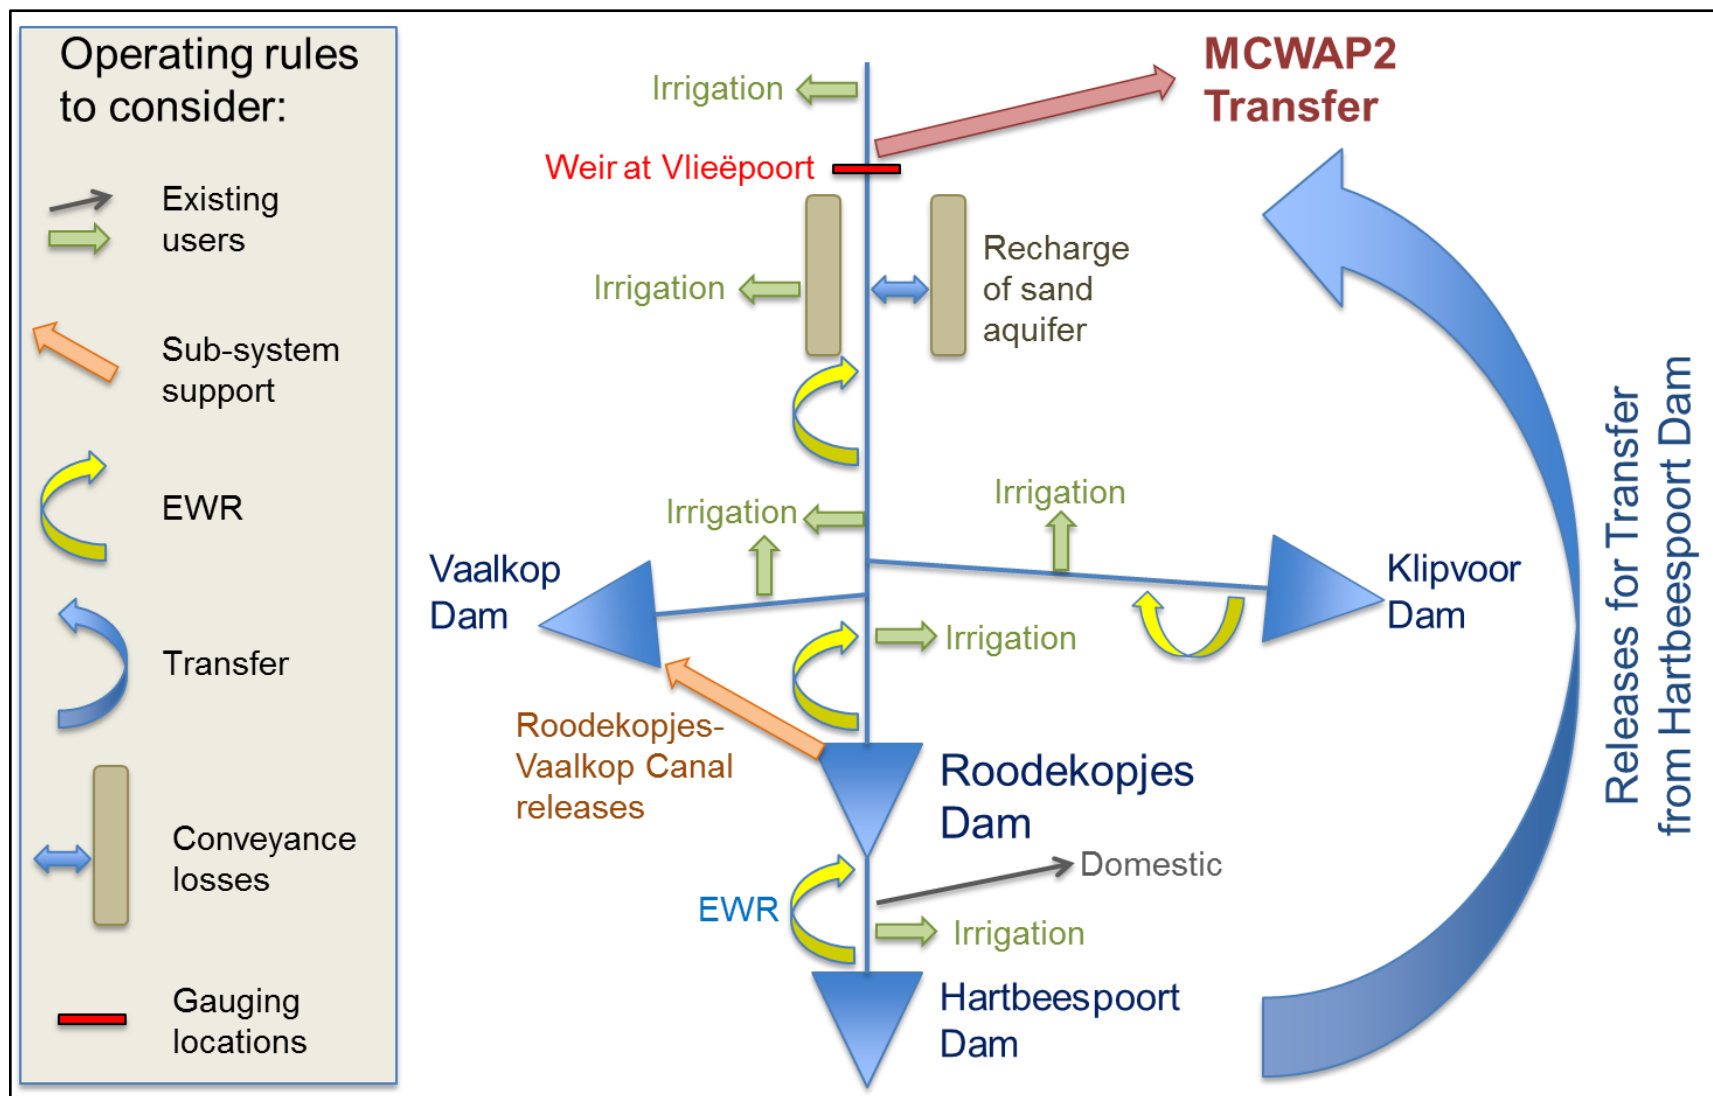 Operating rules
to consider:
Existing
users
Sub-system
support
EWR
Transfer
Conveyance
losses
Gauging
locations
MCWAP2
Transfer
Irrigation
Weir at Vlieëpoort
Recharge
of sand
aquifer
Irrigation
Irrigation
Irrigation
Vaalkop
Dam
Klipvoor
Dam
Irrigation
Roodekopjes-
Vaalkop Canal
releases
Roodekopjes
Dam
Domestic
EWR
Irrigation
Hartbeespoort
Dam
Releases for Transfer
from Hartbeespoort Dam